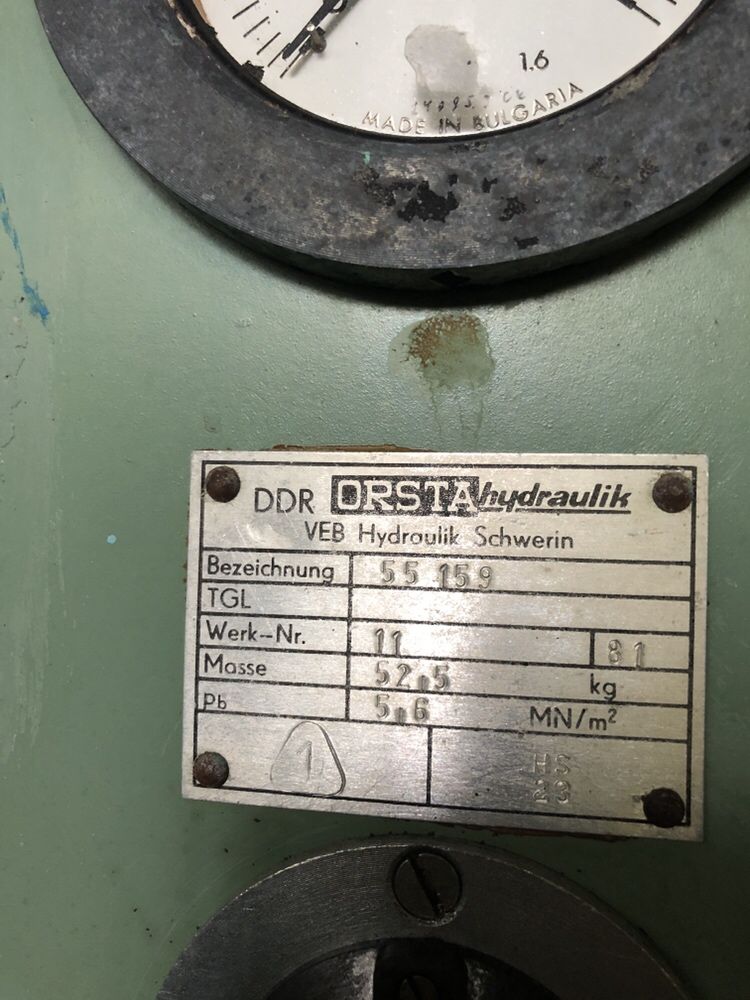 1.6
MADE IN BULGARIA
DDR ORSTA hydraulik
VEB Hydraulik Schwerin
Bezeichnung 55 159
TGL
Werk-Nr. 11 81
Masse 52,5 kg
Pb 5,6 MN/m²
1
HS
23